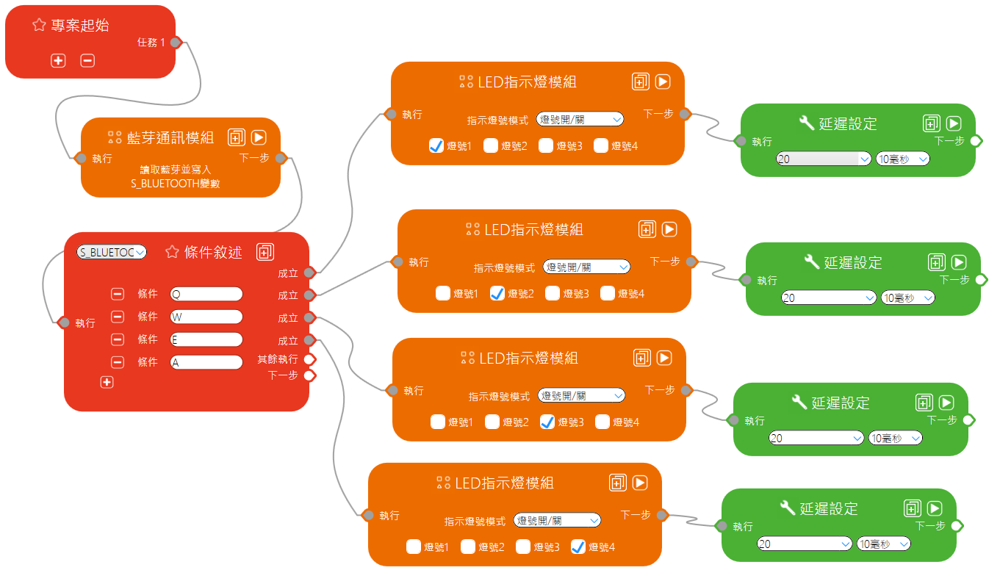 專案起始
任務 1
藍芽通訊模組
執行
下一步
讀取藍芽並寫入
S_BLUETOOTH變數
S_BLUETOC
條件敘述
成立
條件 Q
成立
條件 W
成立
執行
條件 E
成立
條件 A
其餘執行
下一步
LED指示燈模組
執行
下一步
指示燈號模式 燈號開/關
燈號1 燈號2 燈號3 燈號4
延遲設定
執行
下一步
20 10毫秒
LED指示燈模組
執行
下一步
指示燈號模式 燈號開/關
燈號1 燈號2 燈號3 燈號4
延遲設定
執行
下一步
20 10毫秒
LED指示燈模組
執行
下一步
指示燈號模式 燈號開/關
燈號1 燈號2 燈號3 燈號4
延遲設定
執行
下一步
20 10毫秒
LED指示燈模組
執行
下一步
指示燈號模式 燈號開/關
燈號1 燈號2 燈號3 燈號4
延遲設定
執行
下一步
20 10毫秒